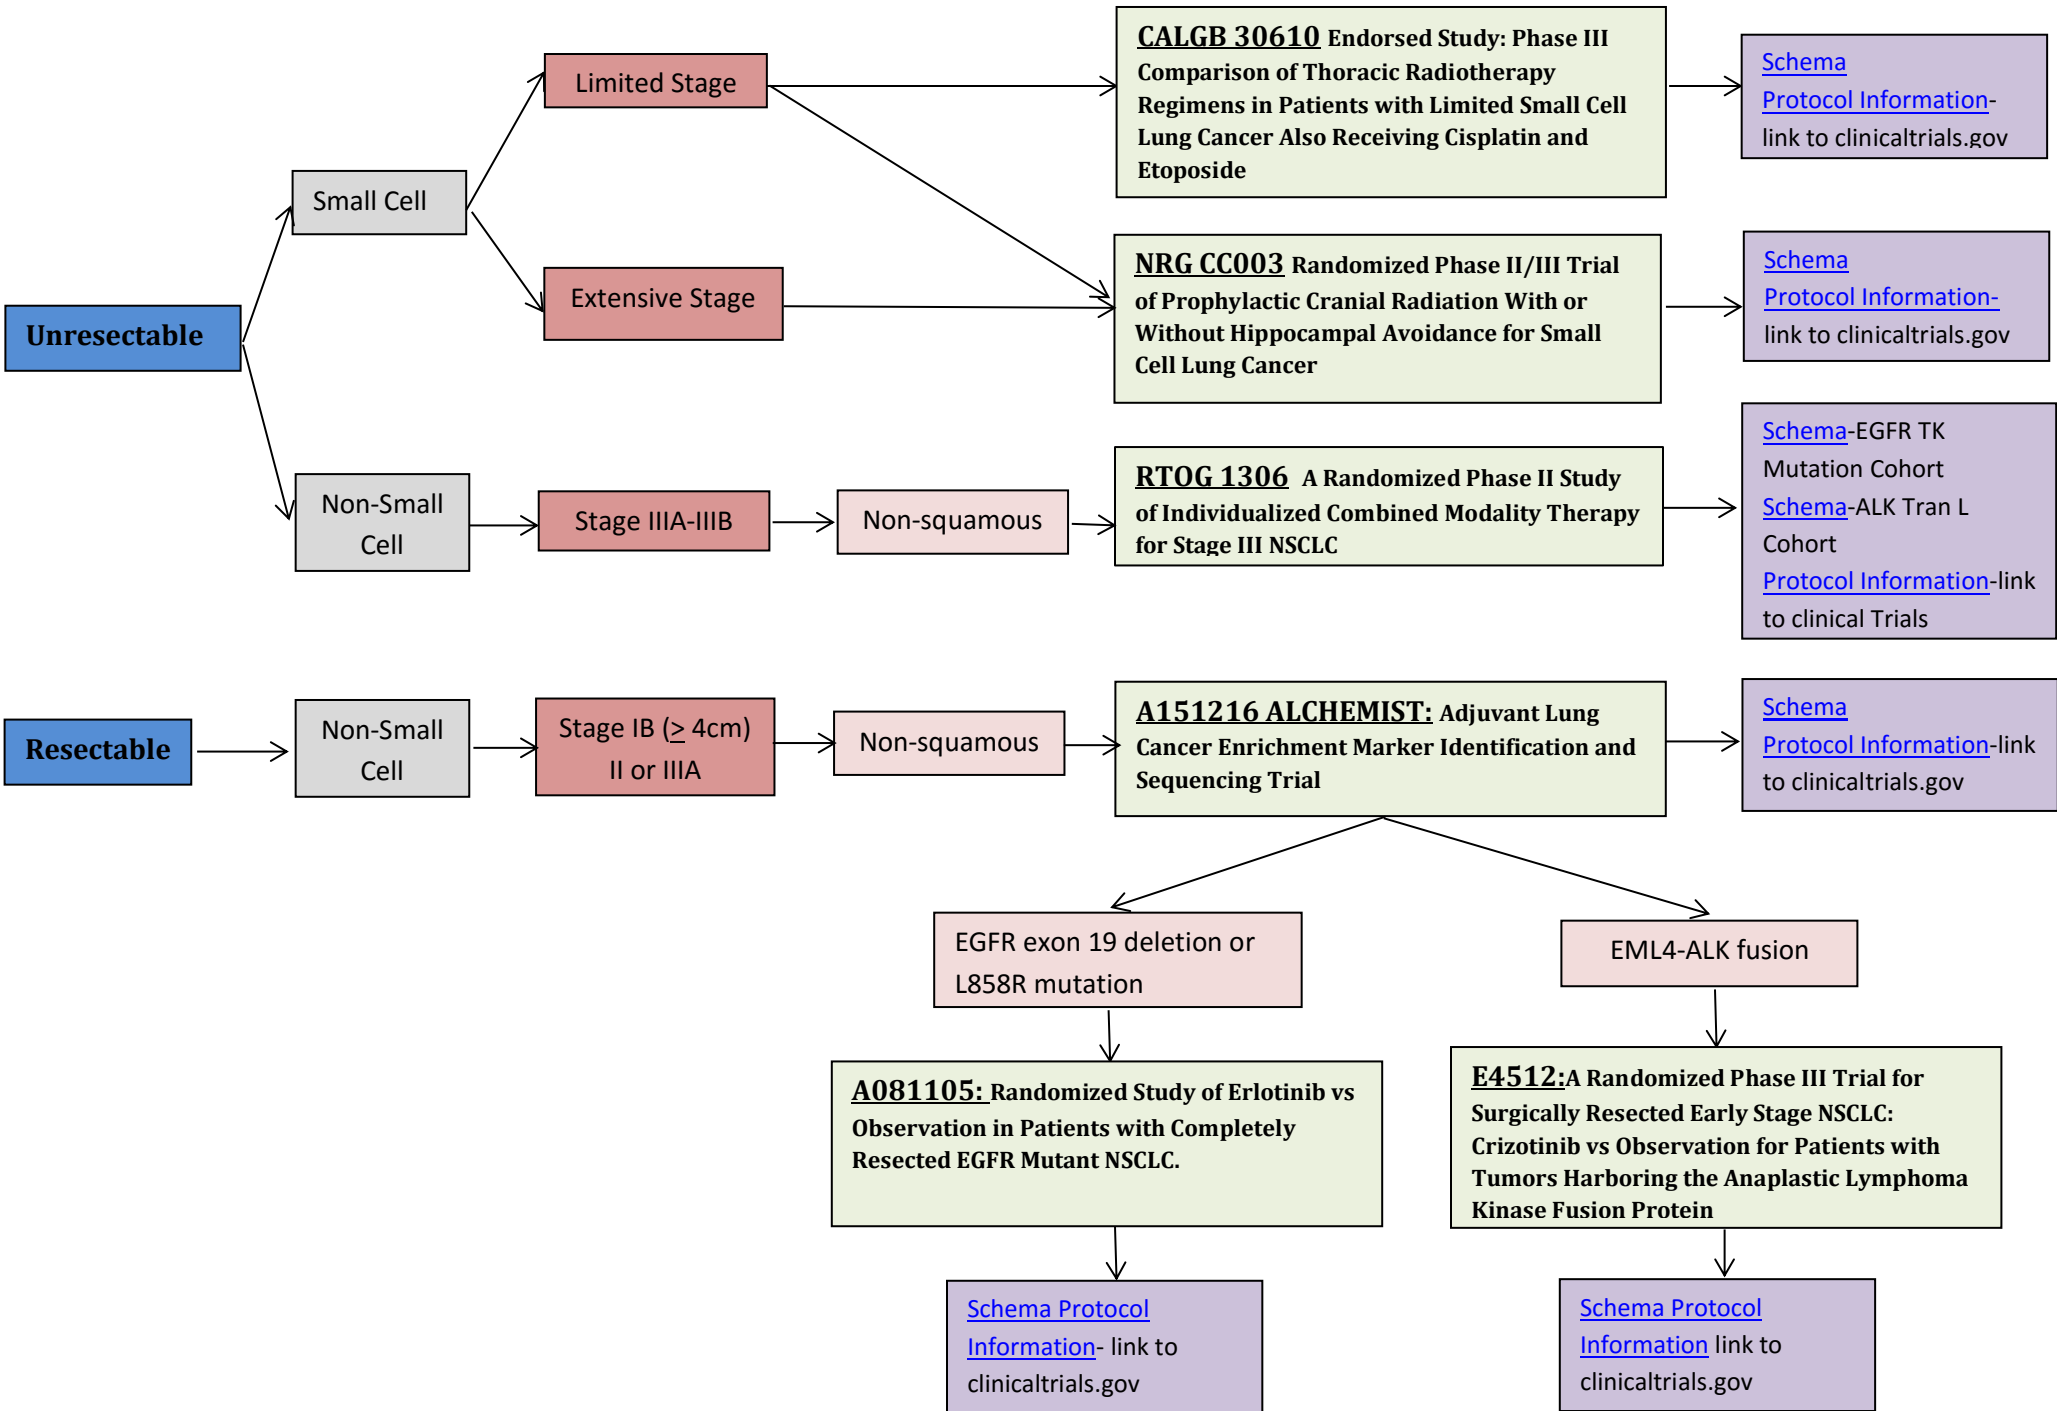 Unresectable
Small Cell
Limited Stage
CALGB 30610 Endorsed Study: Phase III
Comparison of Thoracic Radiotherapy
Regimens in Patients with Limited Small Cell
Lung Cancer Also Receiving Cisplatin and
Etoposide
Schema
Protocol Information-
link to clinicaltrials.gov
Extensive Stage
NRG CC003 Randomized Phase II/III Trial
of Prophylactic Cranial Radiation With or
Without Hippocampal Avoidance for Small
Cell Lung Cancer
Schema
Protocol Information-
link to clinicaltrials.gov
Non-Small
Cell
Stage IIIA-IIIB
Non-squamous
RTOG 1306 A Randomized Phase II Study
of Individualized Combined Modality Therapy
for Stage III NSCLC
Schema-EGFR TK
Mutation Cohort
Schema-ALK Tran L
Cohort
Protocol Information-link
to clinical Trials
Resectable
Non-Small
Cell
Stage IB (≥ 4cm)
II or IIIA
Non-squamous
A151216 ALCHEMIST: Adjuvant Lung
Cancer Enrichment Marker Identification and
Sequencing Trial
Schema
Protocol Information-link
to clinicaltrials.gov
EGFR exon 19 deletion or
L858R mutation
EML4-ALK fusion
A081105: Randomized Study of Erlotinib vs
Observation in Patients with Completely
Resected EGFR Mutant NSCLC.
E4512:A Randomized Phase III Trial for
Surgically Resected Early Stage NSCLC:
Crizotinib vs Observation for Patients with
Tumors Harboring the Anaplastic Lymphoma
Kinase Fusion Protein
Schema Protocol
Information- link to
clinicaltrials.gov
Schema Protocol
Information link to
clinicaltrials.gov